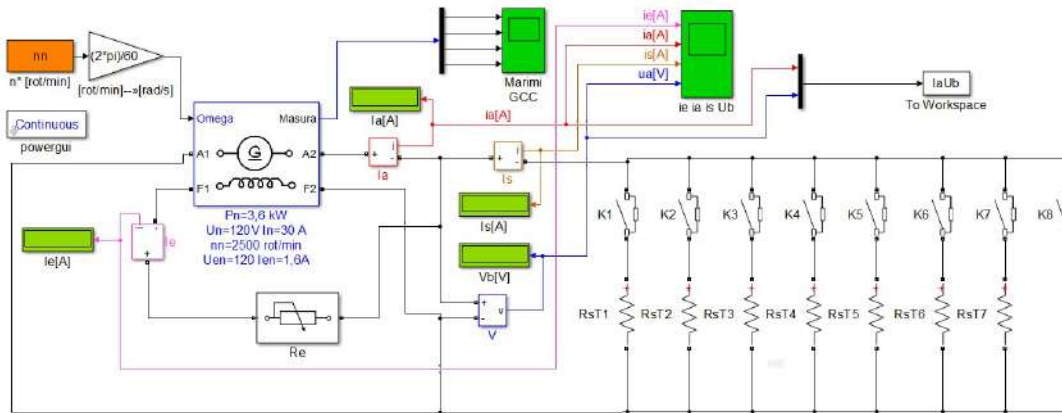 nn
n* [rot/min]
(2*pi)/60
[rot/min]--»[rad/s]
Continuous
powergui
Omega
Masura
A1
G
A2
F1
F2
Pn=3,6 kW
Un=120V In=30 A
nn=2500 rot/min
Uen=120 Ien=1,6A
Marimi
GCC
ie[A]
ia[A]
is[A]
ua[V]
ie ia is Ub
IaUb
To Workspace
Ia[A]
ia[A]
+ i -
Ia
+ i -
Is
Is[A]
Vb[V]
+ - v
V
Ie[A]
Ie
+
Re
K1
K2
K3
K4
K5
K6
K7
K8
RsT1
RsT2
RsT3
RsT4
RsT5
RsT6
RsT7